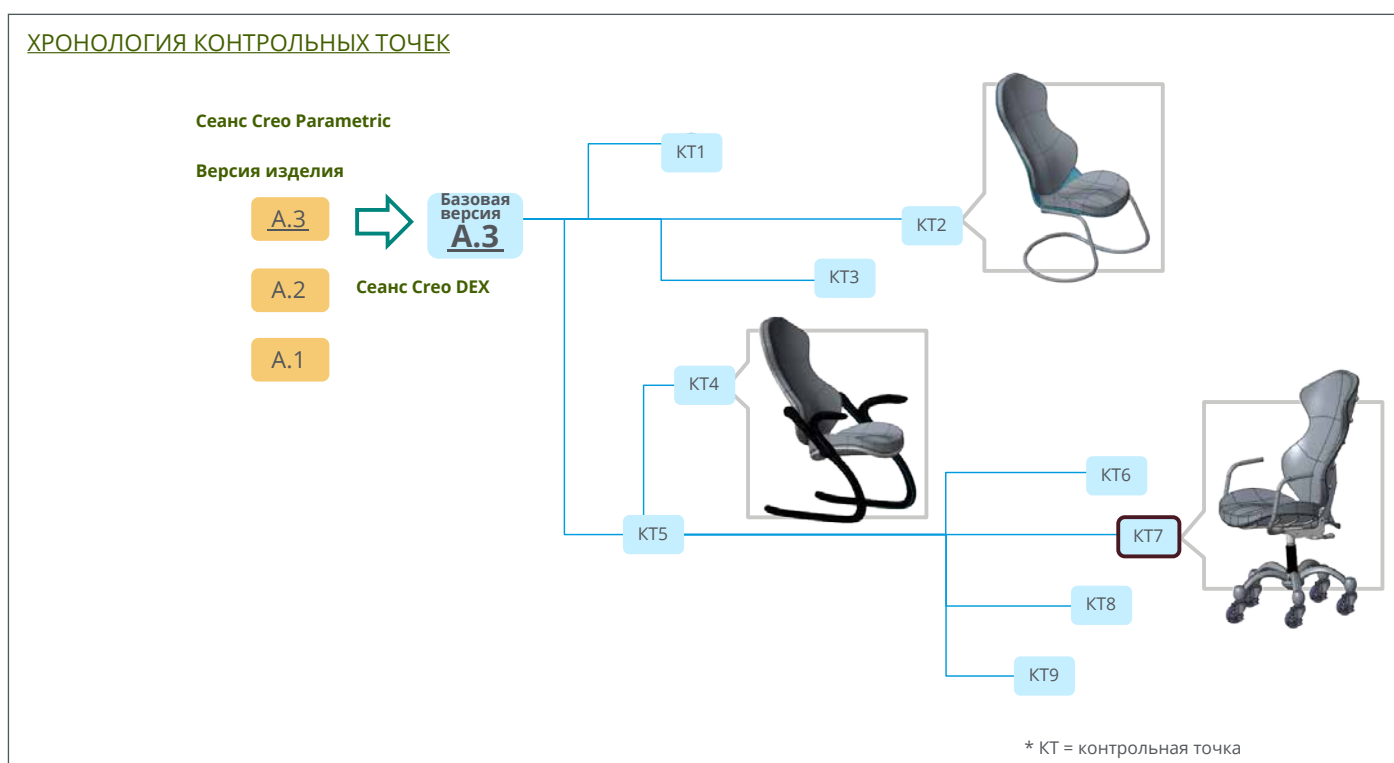 ХРОНОЛОГИЯ КОНТРОЛЬНЫХ ТОЧЕК
Сеанс Creo Parametric
Версия изделия
A.3
A.2
A.1
Базовая
версия
A.3
Сеанс Creo DEX
КТ1
КТ2
КТ3
КТ4
КТ5
КТ6
КТ7
КТ8
КТ9
* КТ = контрольная точка